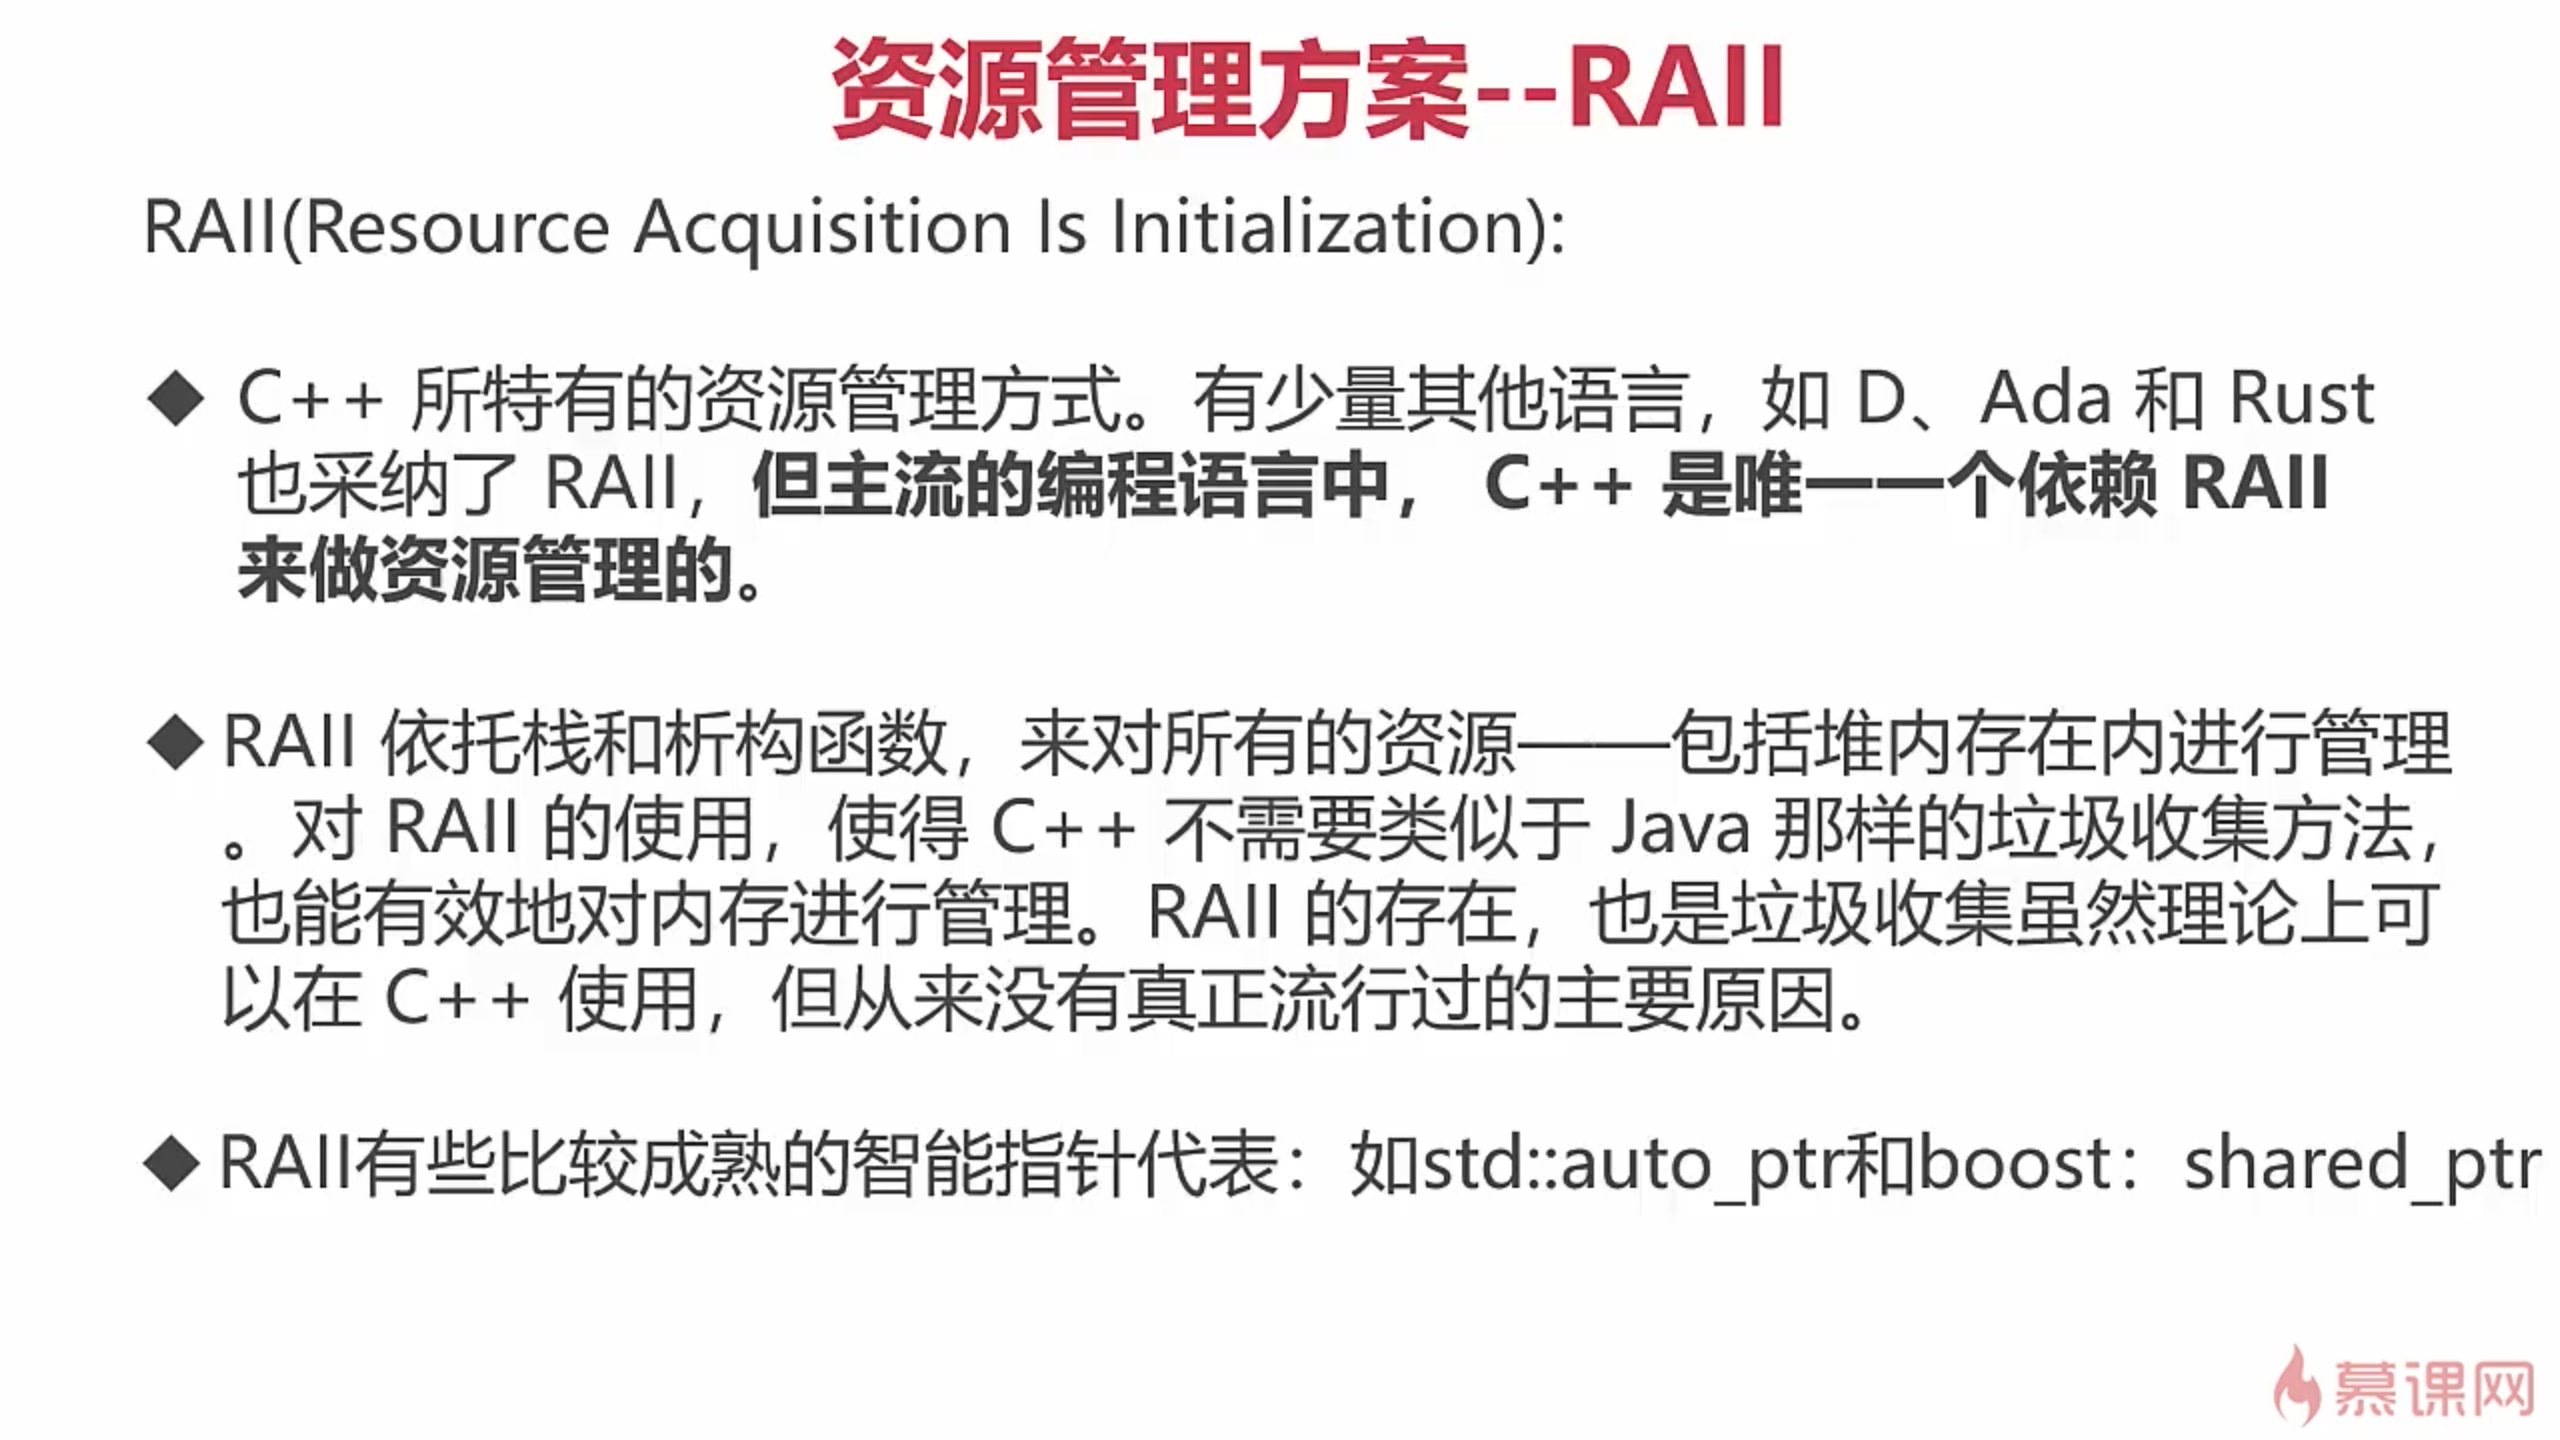 资源管理方案--RAII
RAII(Resource Acquisition Is Initialization):
◆ C++ 所特有的资源管理方式。有少量其他语言，如 D、Ada 和 Rust
也采纳了 RAII，但主流的编程语言中， C++ 是唯一一个依赖 RAII
来做资源管理的。
◆RAII 依托栈和析构函数，来对所有的资源——包括堆内存在内进行管理
。对 RAII 的使用，使得 C++ 不需要类似于 Java 那样的垃圾收集方法，
也能有效地对内存进行管理。RAII 的存在，也是垃圾收集虽然理论上可
以在 C++ 使用，但从来没有真正流行过的主要原因。
◆RAII有些比较成熟的智能指针代表：如std::auto_ptr和boost：shared_ptr
慕课网